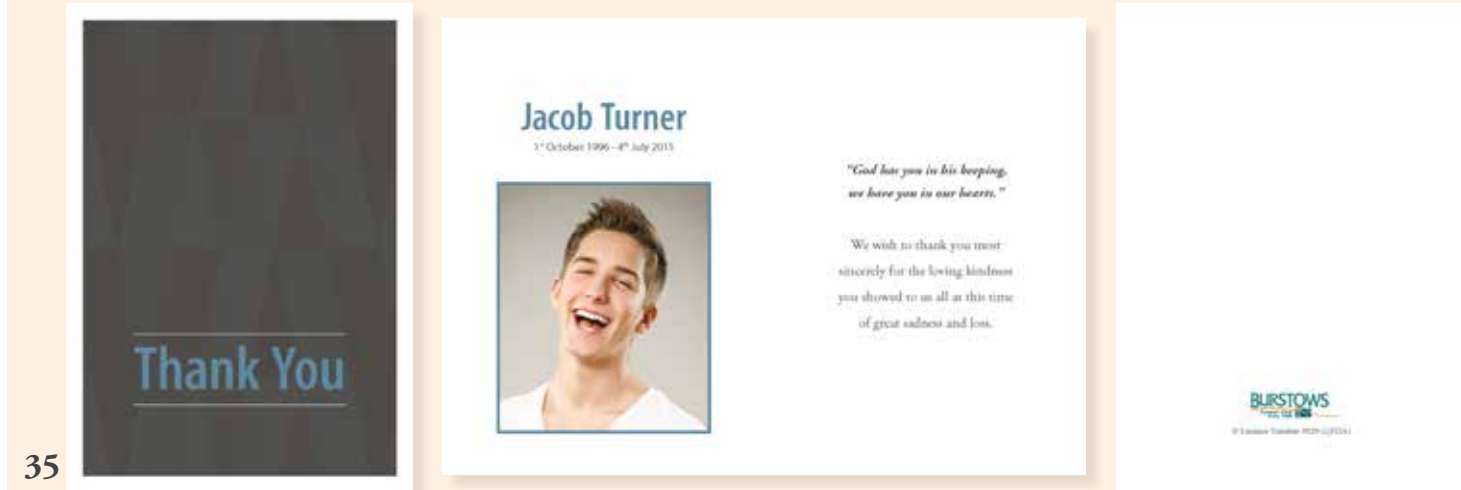 Thank You
Jacob Turner
1st October 1996 - 4th July 2015
"God has you in his keeping,
we have you in our hearts."
We wish to thank you most
sincerely for the loving kindness
you showed to us all at this time
of great sadness and loss.
BURSTOWS
35